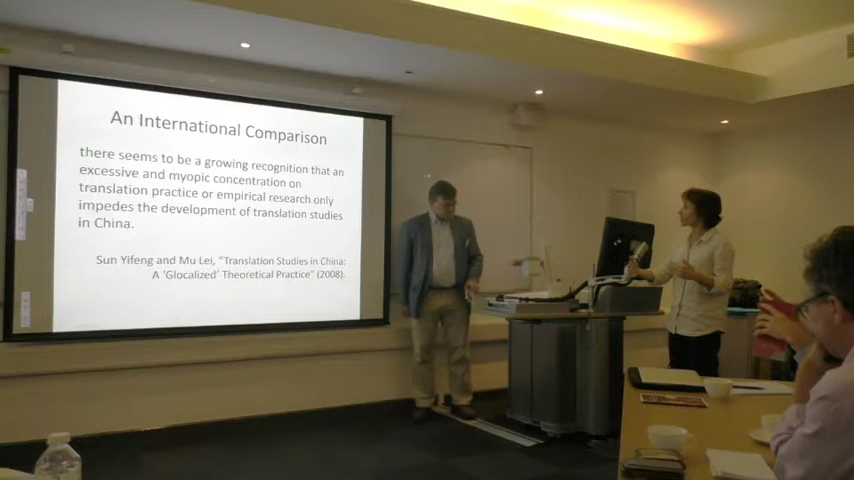 An International Comparison
there seems to be a growing recognition that an
excessive and myopic concentration on
translation practice or empirical research only
impedes the development of translation studies
in China.
Sun Yifeng and Mu Lei, "Translation Studies in China:
A 'Glocalized' Theoretical Practice" (2008).